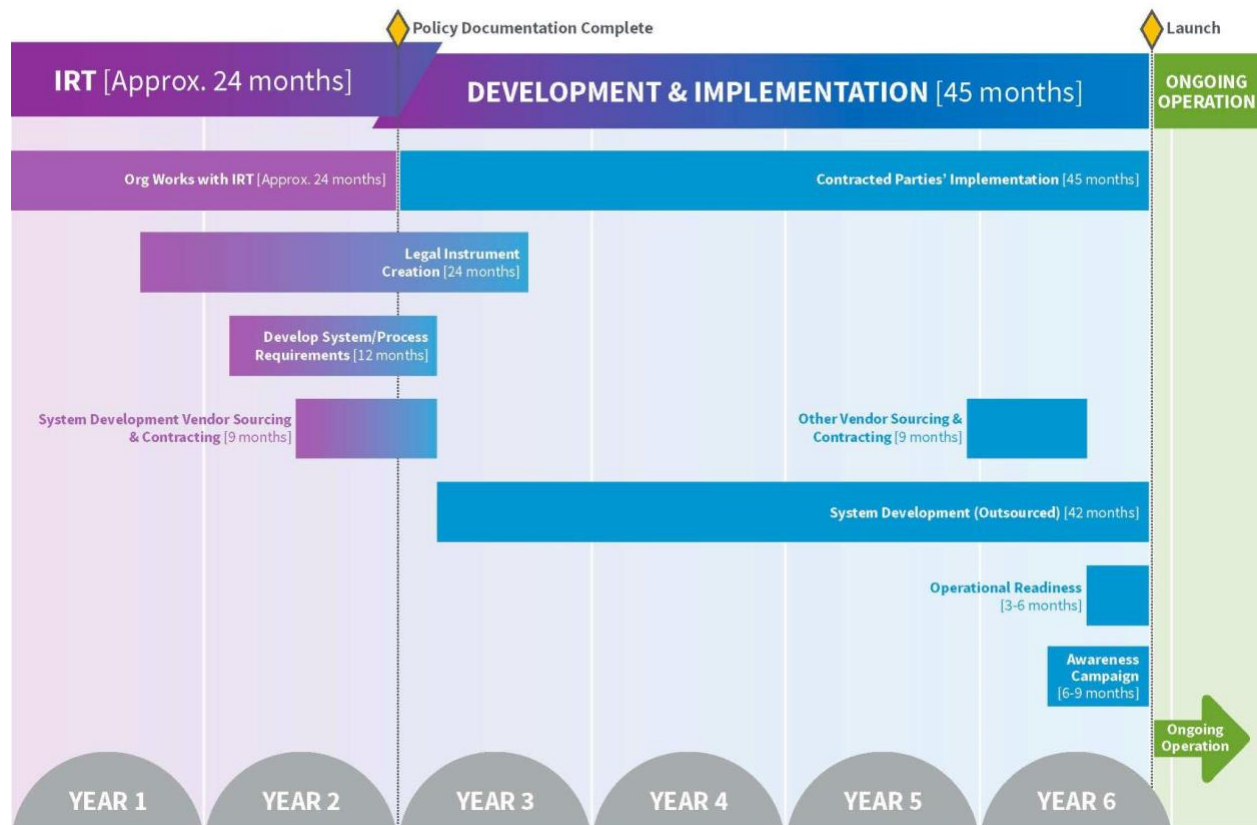 Policy Documentation Complete
Launch
IRT [Approx. 24 months]
DEVELOPMENT & IMPLEMENTATION [45 months]
ONGOING
OPERATION
Org Works with IRT [Approx. 24 months]
Contracted Parties’ Implementation [45 months]
Legal Instrument
Creation [24 months]
Develop System/Process
Requirements [12 months]
System Development Vendor Sourcing
& Contracting [9 months]
Other Vendor Sourcing &
Contracting [9 months]
System Development (Outsourced) [42 months]
Operational Readiness
[3-6 months]
Awareness
Campaign
[6-9 months]
Ongoing
Operation
YEAR 1
YEAR 2
YEAR 3
YEAR 4
YEAR 5
YEAR 6